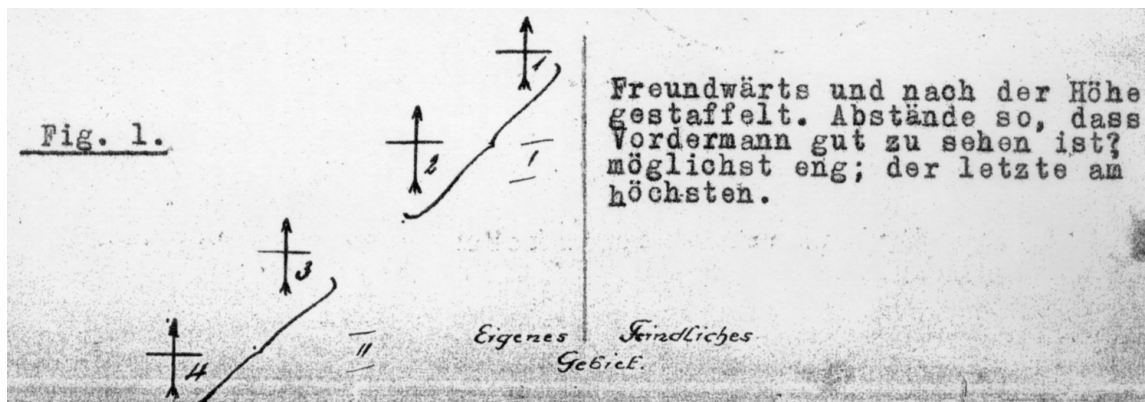 Fig. 1.
1
2
3
4
I
II
Freundwärts und nach der Höhe
gestaffelt. Abstände so, dass
Vordermann gut zu sehen ist?
möglichst eng; der letzte am
höchsten.
Eigenes Feindliches
Gebiet.